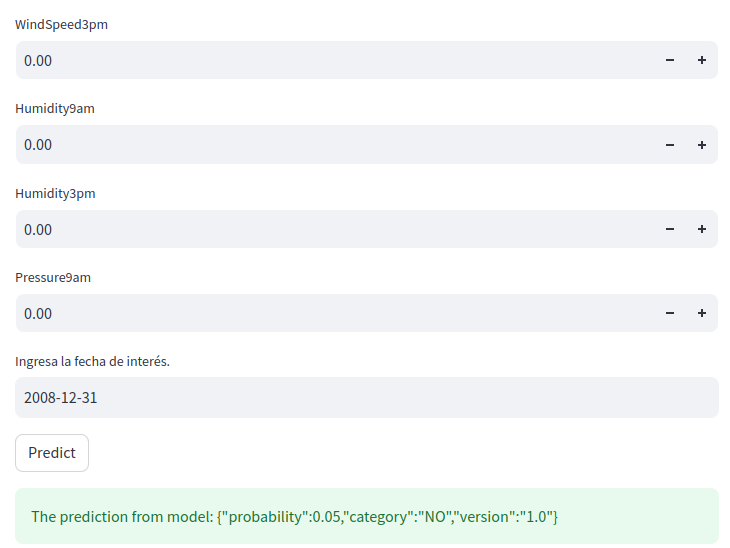 WindSpeed3pm
0.00
Humidity9am
0.00
Humidity3pm
0.00
Pressure9am
0.00
Ingresa la fecha de interés.
2008-12-31
Predict
The prediction from model: {"probability":0.05,"category":"NO","version":"1.0"}